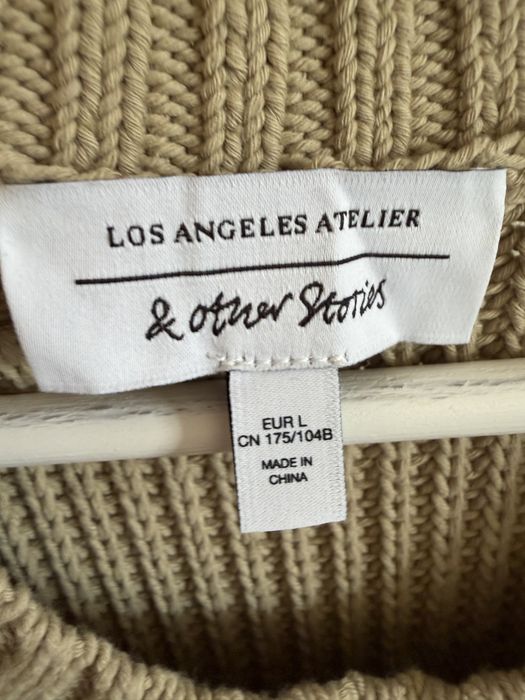 LOS ANGELES ATELIER
& other Stories
EUR L
CN 175/104B
MADE IN
CHINA